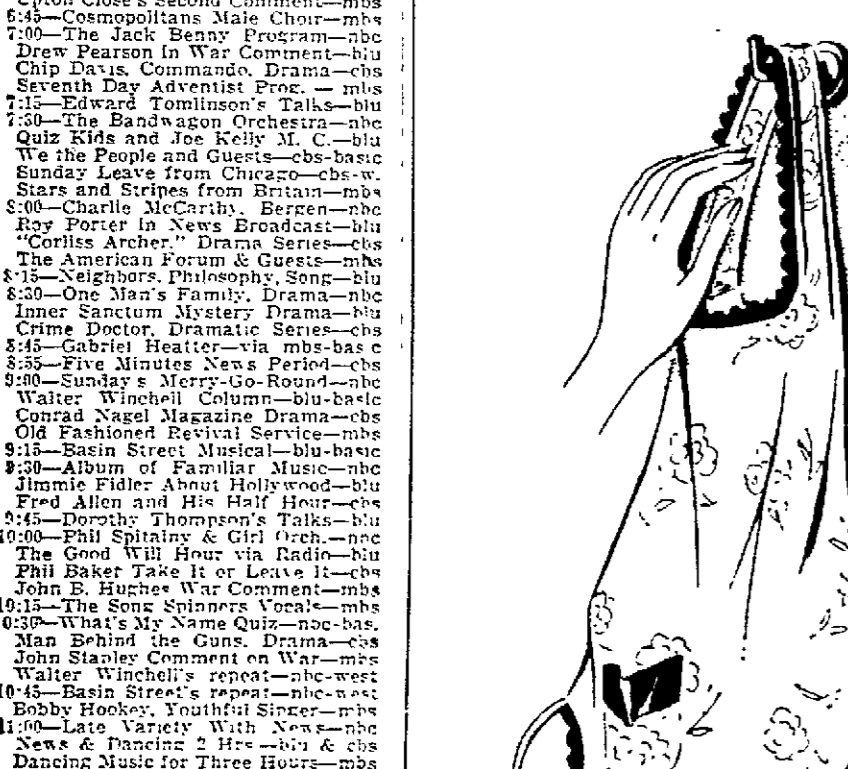 Upton Close's Second Comment—mbs
6:45—Cosmopolitans Male Choir—mbs
7:00—The Jack Benny Program—nbc
Drew Pearson In War Comment—blu
Chip Davis, Commando, Drama—cbs
Seventh Day Adventist Prog. — mbs
7:15—Edward Tomlinson's Talks—blu
7:30—The Bandwagon Orchestra—nbc
Quiz Kids and Joe Kelly M. C.—blu
We the People and Guests—cbs-basic
Sunday Leave from Chicago—cbs-w.
Stars and Stripes from Britain—mbs
8:00—Charlie McCarthy, Bergen—nbc
Roy Porter In News Broadcast—blu
"Corliss Archer," Drama Series—cbs
The American Forum & Guests—mbs
8:15—Neighbors, Philosophy, Song—blu
8:30—One Man's Family, Drama—nbc
Inner Sanctum Mystery Drama—blu
Crime Doctor, Dramatic Series—cbs
8:45—Gabriel Heatter—via mbs-bas c
8:55—Five Minutes News Period—cbs
9:00—Sunday s Merry-Go-Round—nbc
Walter Winchell Column—blu-basic
Conrad Nagel Magazine Drama—cbs
Old Fashioned Revival Service—mbs
9:15—Basin Street Musical—blu-basic
9:30—Album of Familiar Music—nbc
Jimmie Fidler About Hollywood—blu
Fred Allen and His Half Hour—cbs
9:45—Dorothy Thompson's Talks—blu
10:00—Phil Spitalny & Girl Orch.—nbc
The Good Will Hour via Radio—blu
Phil Baker Take It or Leave It—cbs
John B. Hughes War Comment—mbs
10:15—The Song Spinners Vocals—mbs
0:30—What's My Name Quiz—nbc-bas.
Man Behind the Guns, Drama—cbs
John Stanley Comment on War—mbs
Walter Winchell's repeat—nbc-west
10:45—Basin Street's repeat—nbc-west
Bobby Hookey, Youthful Singer—mbs
11:00—Late Variety With News—nbc
News & Dancing 2 Hrs—blu & cbs
Dancing Music for Three Hours—mbs